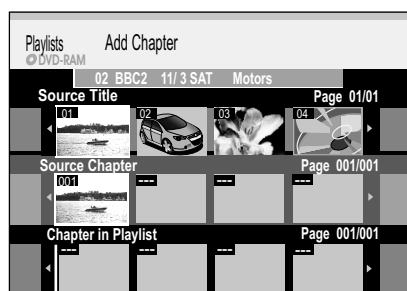 Playlists Add Chapter
DVD-RAM
02 BBC2 11/ 3 SAT Motors
Source Title Page 01/01
01 02 03 04
Source Chapter Page 001/001
001 --- --- ---
Chapter in Playlist Page 001/001
--- --- --- ---